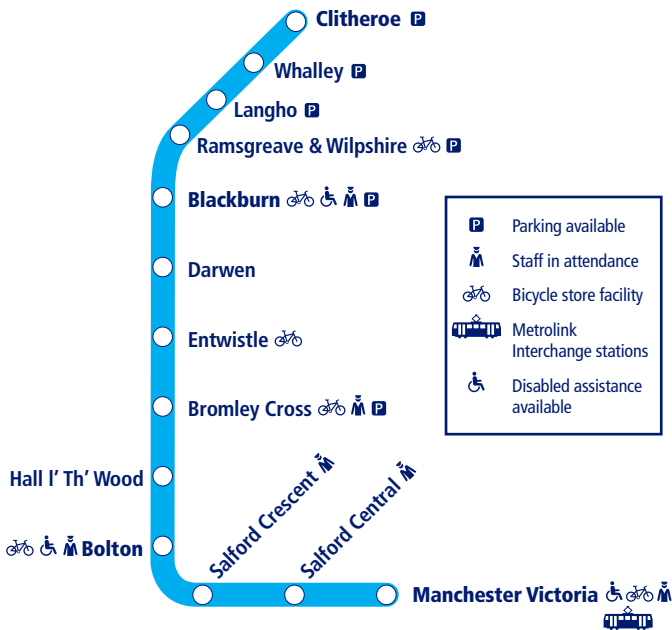 Clitheroe P
Whalley P
Langho P
Ramsgreave & Wilpshire P
Blackburn P
Darwen
Entwistle
Bromley Cross P
Hall I' Th' Wood
Bolton
Salford Crescent
Salford Central
Manchester Victoria
P Parking available
Staff in attendance
Bicycle store facility
Metrolink
Interchange stations
Disabled assistance
available